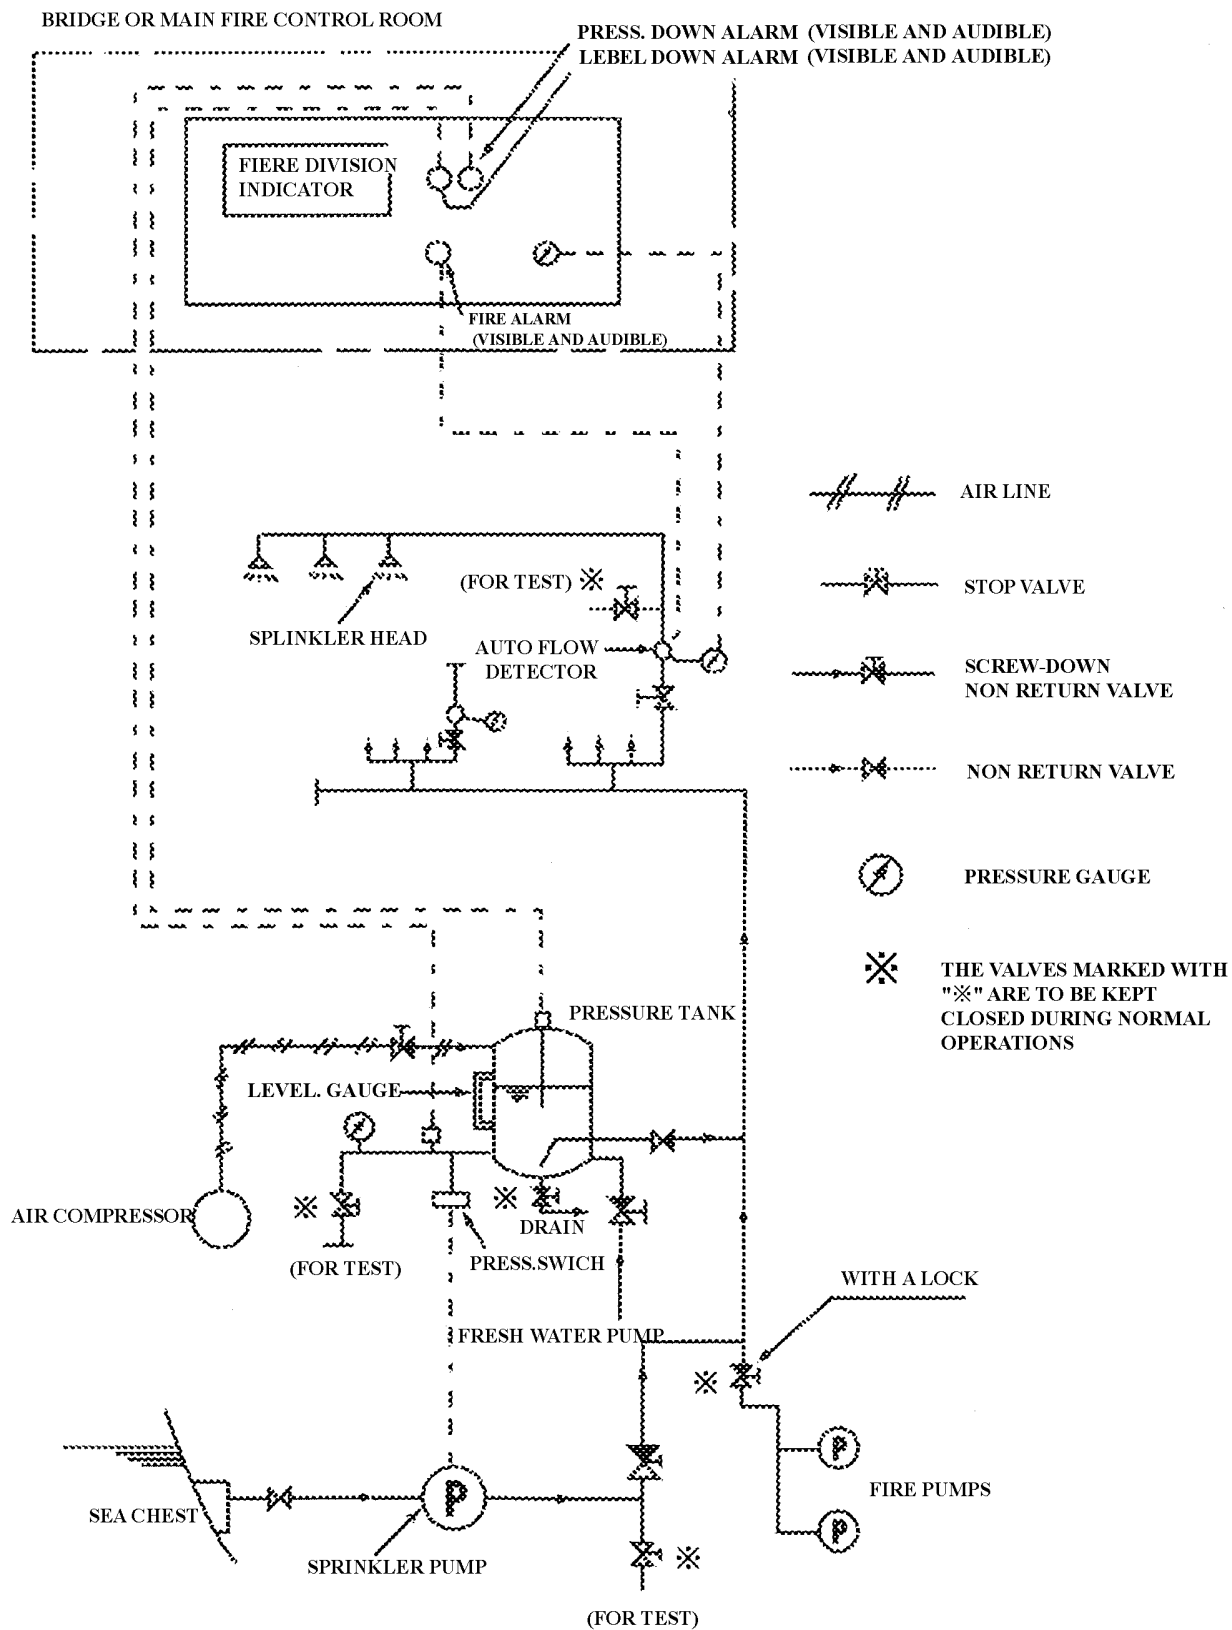 BRIDGE OR MAIN FIRE CONTROL ROOM
PRESS. DOWN ALARM (VISIBLE AND AUDIBLE)
LEBEL DOWN ALARM (VISIBLE AND AUDIBLE)
FIERE DIVISION
INDICATOR
FIRE ALARM
(VISIBLE AND AUDIBLE)
AIR LINE
(FOR TEST) ※
STOP VALVE
SPLINKLER HEAD
AUTO FLOW
DETECTOR
SCREW-DOWN
NON RETURN VALVE
NON RETURN VALVE
PRESSURE GAUGE
※
THE VALVES MARKED WITH
"※" ARE TO BE KEPT
CLOSED DURING NORMAL
OPERATIONS
PRESSURE TANK
LEVEL. GAUGE
※
※
AIR COMPRESSOR
DRAIN
(FOR TEST)
PRESS.SWICH
WITH A LOCK
FRESH WATER PUMP
※
P
P
FIRE PUMPS
SEA CHEST
P
SPRINKLER PUMP
※
(FOR TEST)